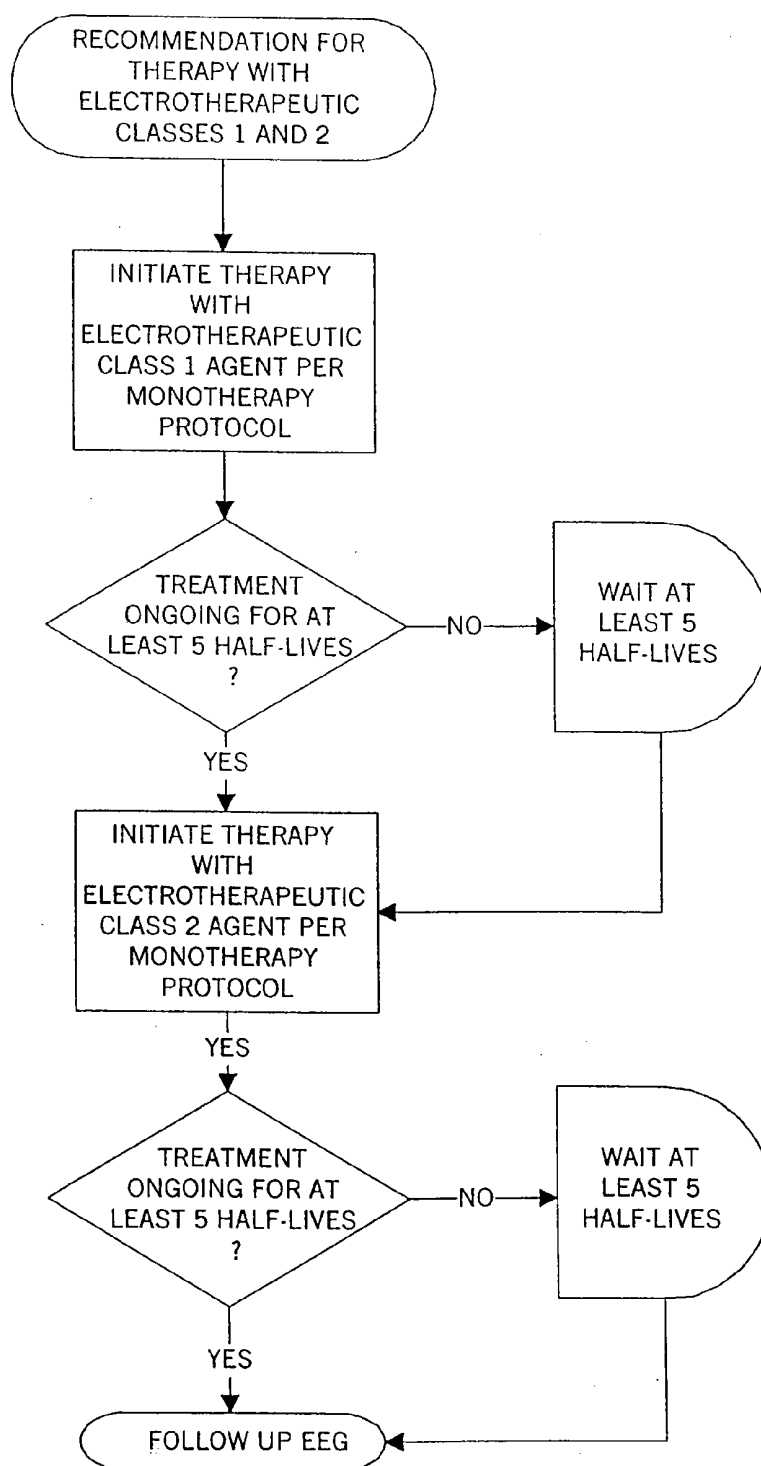 RECOMMENDATION FOR
THERAPY WITH
ELECTROTHERAPEUTIC
CLASSES 1 AND 2
INITIATE THERAPY
WITH
ELECTROTHERAPEUTIC
CLASS 1 AGENT PER
MONOTHERAPY
PROTOCOL
TREATMENT
ONGOING FOR AT
LEAST 5 HALF-LIVES
?
NO
WAIT AT
LEAST 5
HALF-LIVES
YES
INITIATE THERAPY
WITH
ELECTROTHERAPEUTIC
CLASS 2 AGENT PER
MONOTHERAPY
PROTOCOL
YES
TREATMENT
ONGOING FOR AT
LEAST 5 HALF-LIVES
?
NO
WAIT AT
LEAST 5
HALF-LIVES
YES
FOLLOW UP EEG